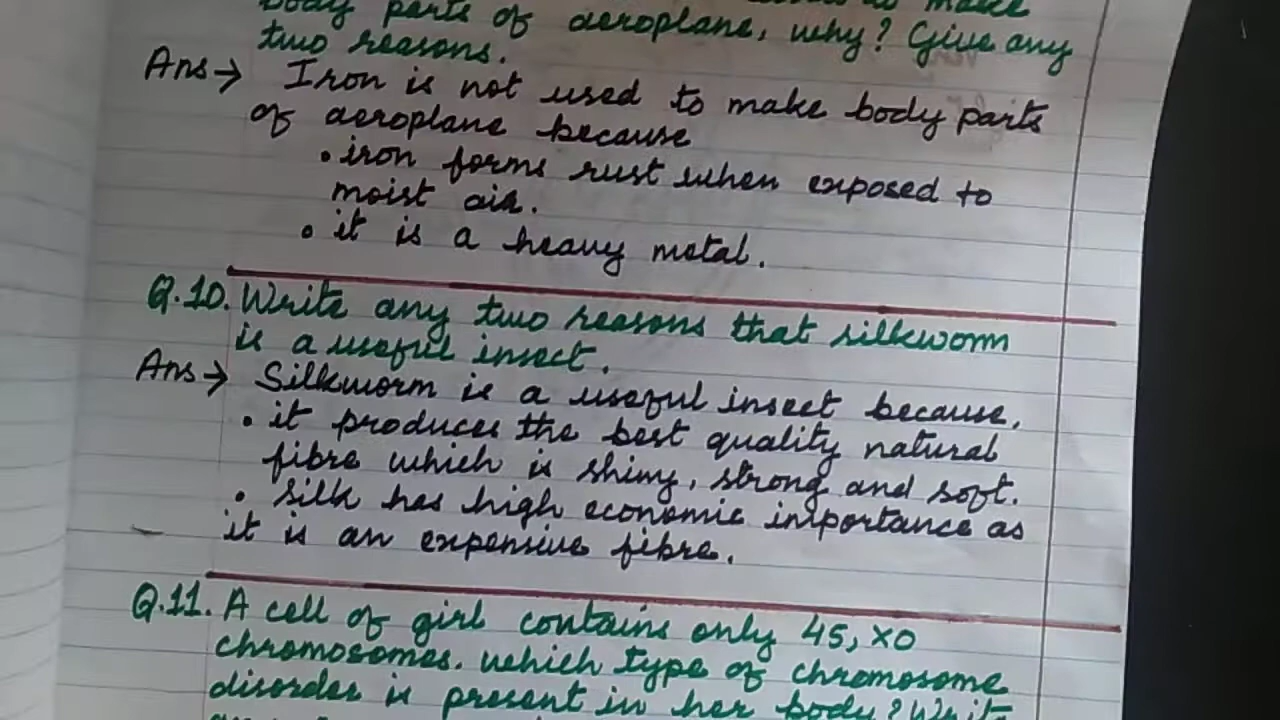 make
body parts of aeroplane, why? Give any
two reasons.
Ans→ Iron is not used to make body parts
of aeroplane because
• iron forms rust when exposed to
moist air.
• it is a heavy metal.
Q.10. Write any two reasons that silkworm
is a useful insect.
Ans→ Silkworm is a useful insect because,
• it produces the best quality natural
fibre which is shiny, strong and soft.
• silk has high economic importance as
it is an expensive fibre.
Q.11. A cell of girl contains only 45, XO
chromosomes. which type of chromosome
disorder is present in her body? Write